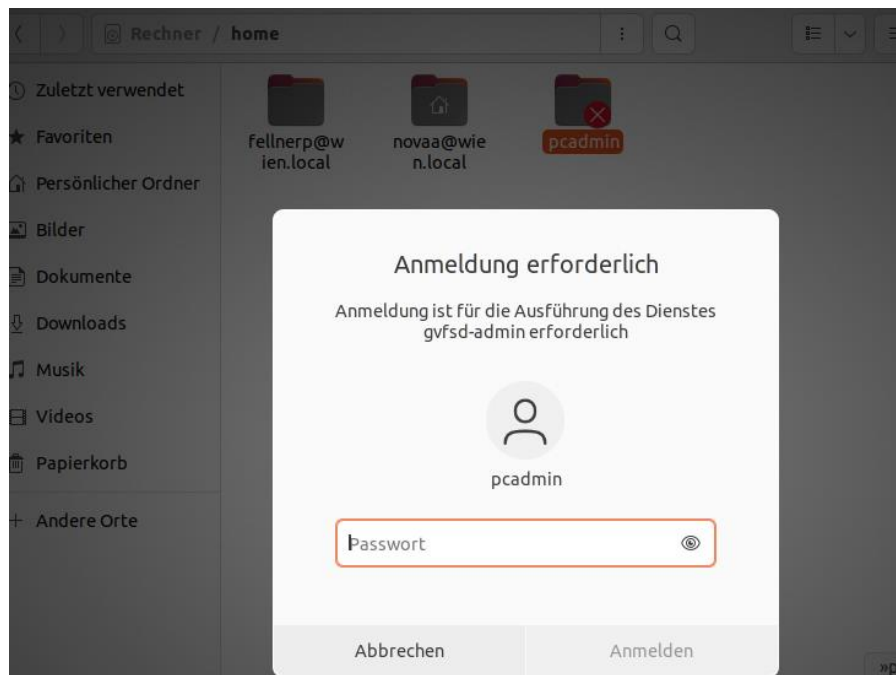 Rechner / home
Zuletzt verwendet
Favoriten
Persönlicher Ordner
Bilder
Dokumente
Downloads
Musik
Videos
Papierkorb
Andere Orte
fellnerp@w
ien.local
novaa@wie
n.local
pcadmin
Anmeldung erforderlich
Anmeldung ist für die Ausführung des Dienstes
gvfsd-admin erforderlich
pcadmin
Passwort
Abbrechen
Anmelden
»p